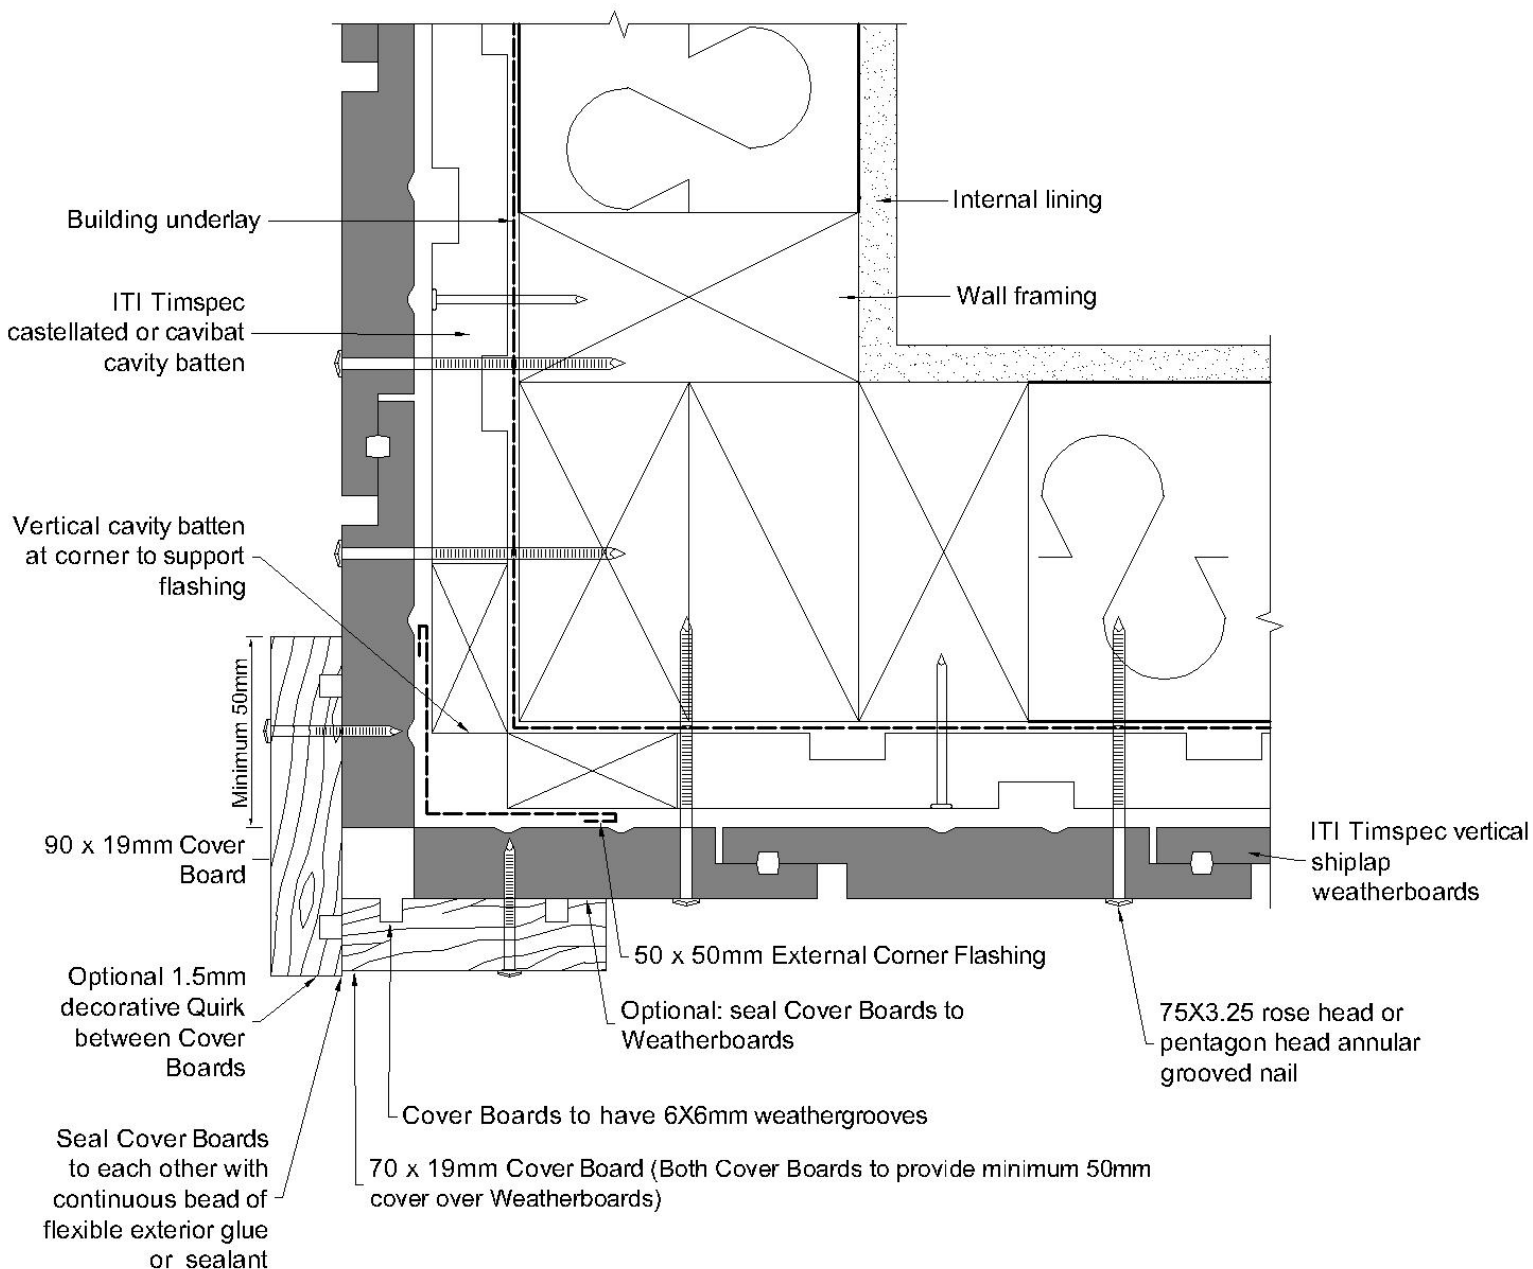 Internal lining
Building underlay
Wall framing
ITI Timspec
castellated or cavibat
cavity batten
Vertical cavity batten
at corner to support
flashing
Minimum 50mm
90 x 19mm Cover
Board
ITI Timspec vertical
shiplap
weatherboards
50 x 50mm External Corner Flashing
Optional 1.5mm
decorative Quirk
between Cover
Boards
Optional: seal Cover Boards to
Weatherboards
75X3.25 rose head or
pentagon head annular
grooved nail
Cover Boards to have 6X6mm weathergrooves
Seal Cover Boards
to each other with
continuous bead of
flexible exterior glue
or sealant
70 x 19mm Cover Board (Both Cover Boards to provide minimum 50mm
cover over Weatherboards)